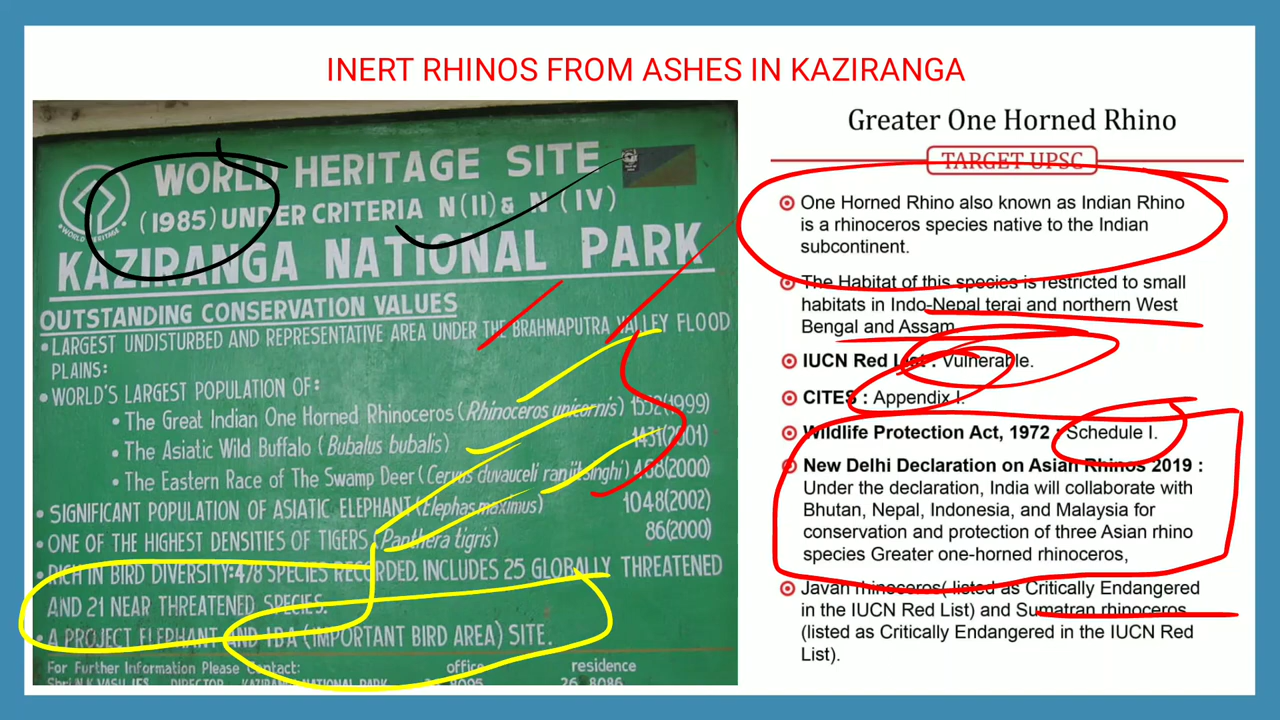 INERT RHINOS FROM ASHES IN KAZIRANGA
WORLD HERITAGE SITE
(1985) UNDER CRITERIA N(II) & N (IV)
WORLD HERITAGE
KAZIRANGA NATIONAL PARK
OUTSTANDING CONSERVATION VALUES
• LARGEST UNDISTURBED AND REPRESENTATIVE AREA UNDER THE BRAHMAPUTRA VALLEY FLOOD
PLAINS:
• WORLD'S LARGEST POPULATION OF:
• The Great Indian One Horned Rhinoceros (Rhinoceros unicornis) 1552(1999)
• The Asiatic Wild Buffalo (Bubalus bubalis) 1431(2001)
• The Eastern Race of The Swamp Deer (Cervus duvauceli ranjitsinghi) (2000)
• SIGNIFICANT POPULATION OF ASIATIC ELEPHANT (Elephas maximus) 1048(2002)
• ONE OF THE HIGHEST DENSITIES OF TIGERS (Panthera tigris) 86(2000)
• RICH IN BIRD DIVERSITY: 478 SPECIES RECORDED, INCLUDES 25 GLOBALLY THREATENED
AND 21 NEAR THREATENED SPECIES.
• A PROJECT ELEPHANT AND IBA (IMPORTANT BIRD AREA) SITE.
For Further Information Please Contact: office residence
Shri N.K. VASU, IFS DIRECTOR KAZIRANGA NATIONAL PARK 26 8086
Greater One Horned Rhino
TARGET UPSC
One Horned Rhino also known as Indian Rhino
is a rhinoceros species native to the Indian
subcontinent.
The Habitat of this species is restricted to small
habitats in Indo-Nepal terai and northern West
Bengal and Assam
IUCN Red List : Vulnerable.
CITES : Appendix I.
Wildlife Protection Act, 1972 : Schedule I.
New Delhi Declaration on Asian Rhinos 2019 :
Under the declaration, India will collaborate with
Bhutan, Nepal, Indonesia, and Malaysia for
conservation and protection of three Asian rhino
species Greater one-horned rhinoceros,
Javan rhinoceros( listed as Critically Endangered
in the IUCN Red List) and Sumatran rhinoceros
(listed as Critically Endangered in the IUCN Red
List).